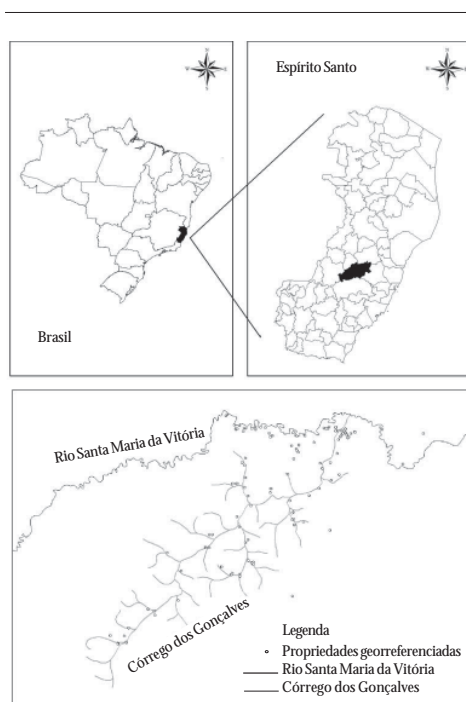 Espírito Santo
Brasil
Rio Santa Maria da Vitória
Córrego dos Gonçalves
Legenda
Propriedades georreferenciadas
Rio Santa Maria da Vitória
Córrego dos Gonçalves